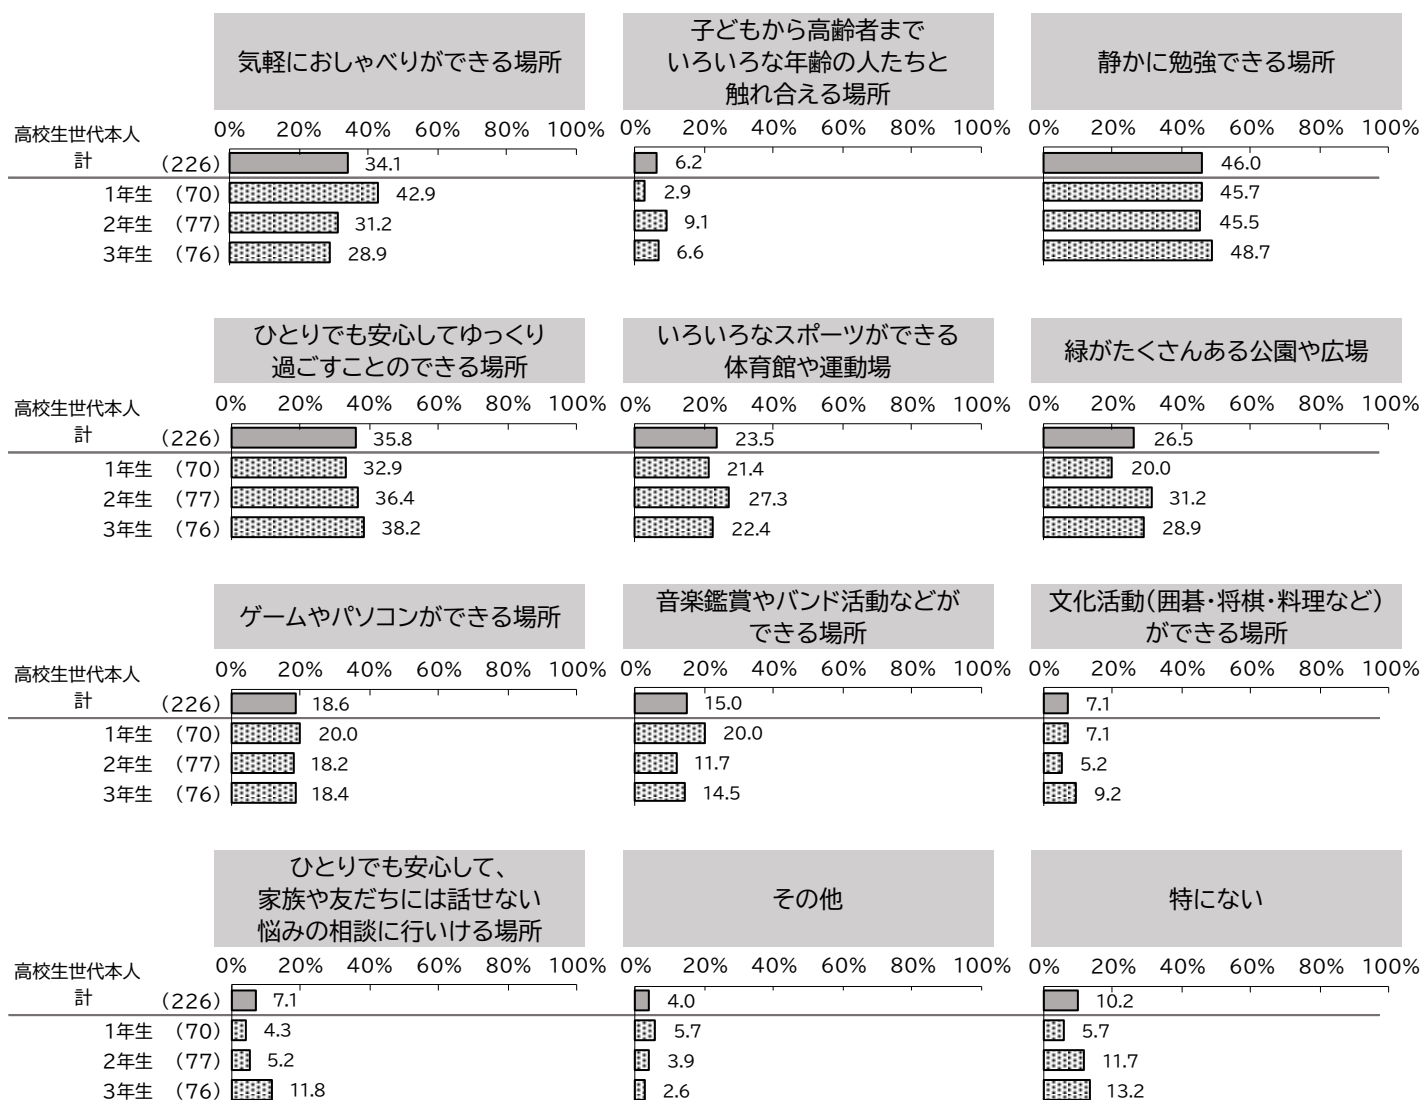 気軽におしゃべりができる場所
子どもから高齢者まで
いろいろな年齢の人たちと
触れ合える場所
静かに勉強できる場所
高校生世代本人
0% 20% 40% 60% 80% 100% 0% 20% 40% 60% 80% 100% 0% 20% 40% 60% 80% 100%
計 (226) 34.1 6.2 46.0
1年生 (70) 42.9 2.9 45.7
2年生 (77) 31.2 9.1 45.5
3年生 (76) 28.9 6.6 48.7
ひとりでも安心してゆっくり
過ごすことのできる場所
いろいろなスポーツができる
体育館や運動場
緑がたくさんある公園や広場
高校生世代本人
0% 20% 40% 60% 80% 100% 0% 20% 40% 60% 80% 100% 0% 20% 40% 60% 80% 100%
計 (226) 35.8 23.5 26.5
1年生 (70) 32.9 21.4 20.0
2年生 (77) 36.4 27.3 31.2
3年生 (76) 38.2 22.4 28.9
ゲームやパソコンができる場所
音楽鑑賞やバンド活動などが
できる場所
文化活動(囲碁・将棋・料理など)
ができる場所
高校生世代本人
0% 20% 40% 60% 80% 100% 0% 20% 40% 60% 80% 100% 0% 20% 40% 60% 80% 100%
計 (226) 18.6 15.0 7.1
1年生 (70) 20.0 20.0 7.1
2年生 (77) 18.2 11.7 5.2
3年生 (76) 18.4 14.5 9.2
ひとりでも安心して、
家族や友だちには話せない
悩みの相談に行いける場所
その他
特にない
高校生世代本人
0% 20% 40% 60% 80% 100% 0% 20% 40% 60% 80% 100% 0% 20% 40% 60% 80% 100%
計 (226) 7.1 4.0 10.2
1年生 (70) 4.3 5.7 5.7
2年生 (77) 5.2 3.9 11.7
3年生 (76) 11.8 2.6 13.2